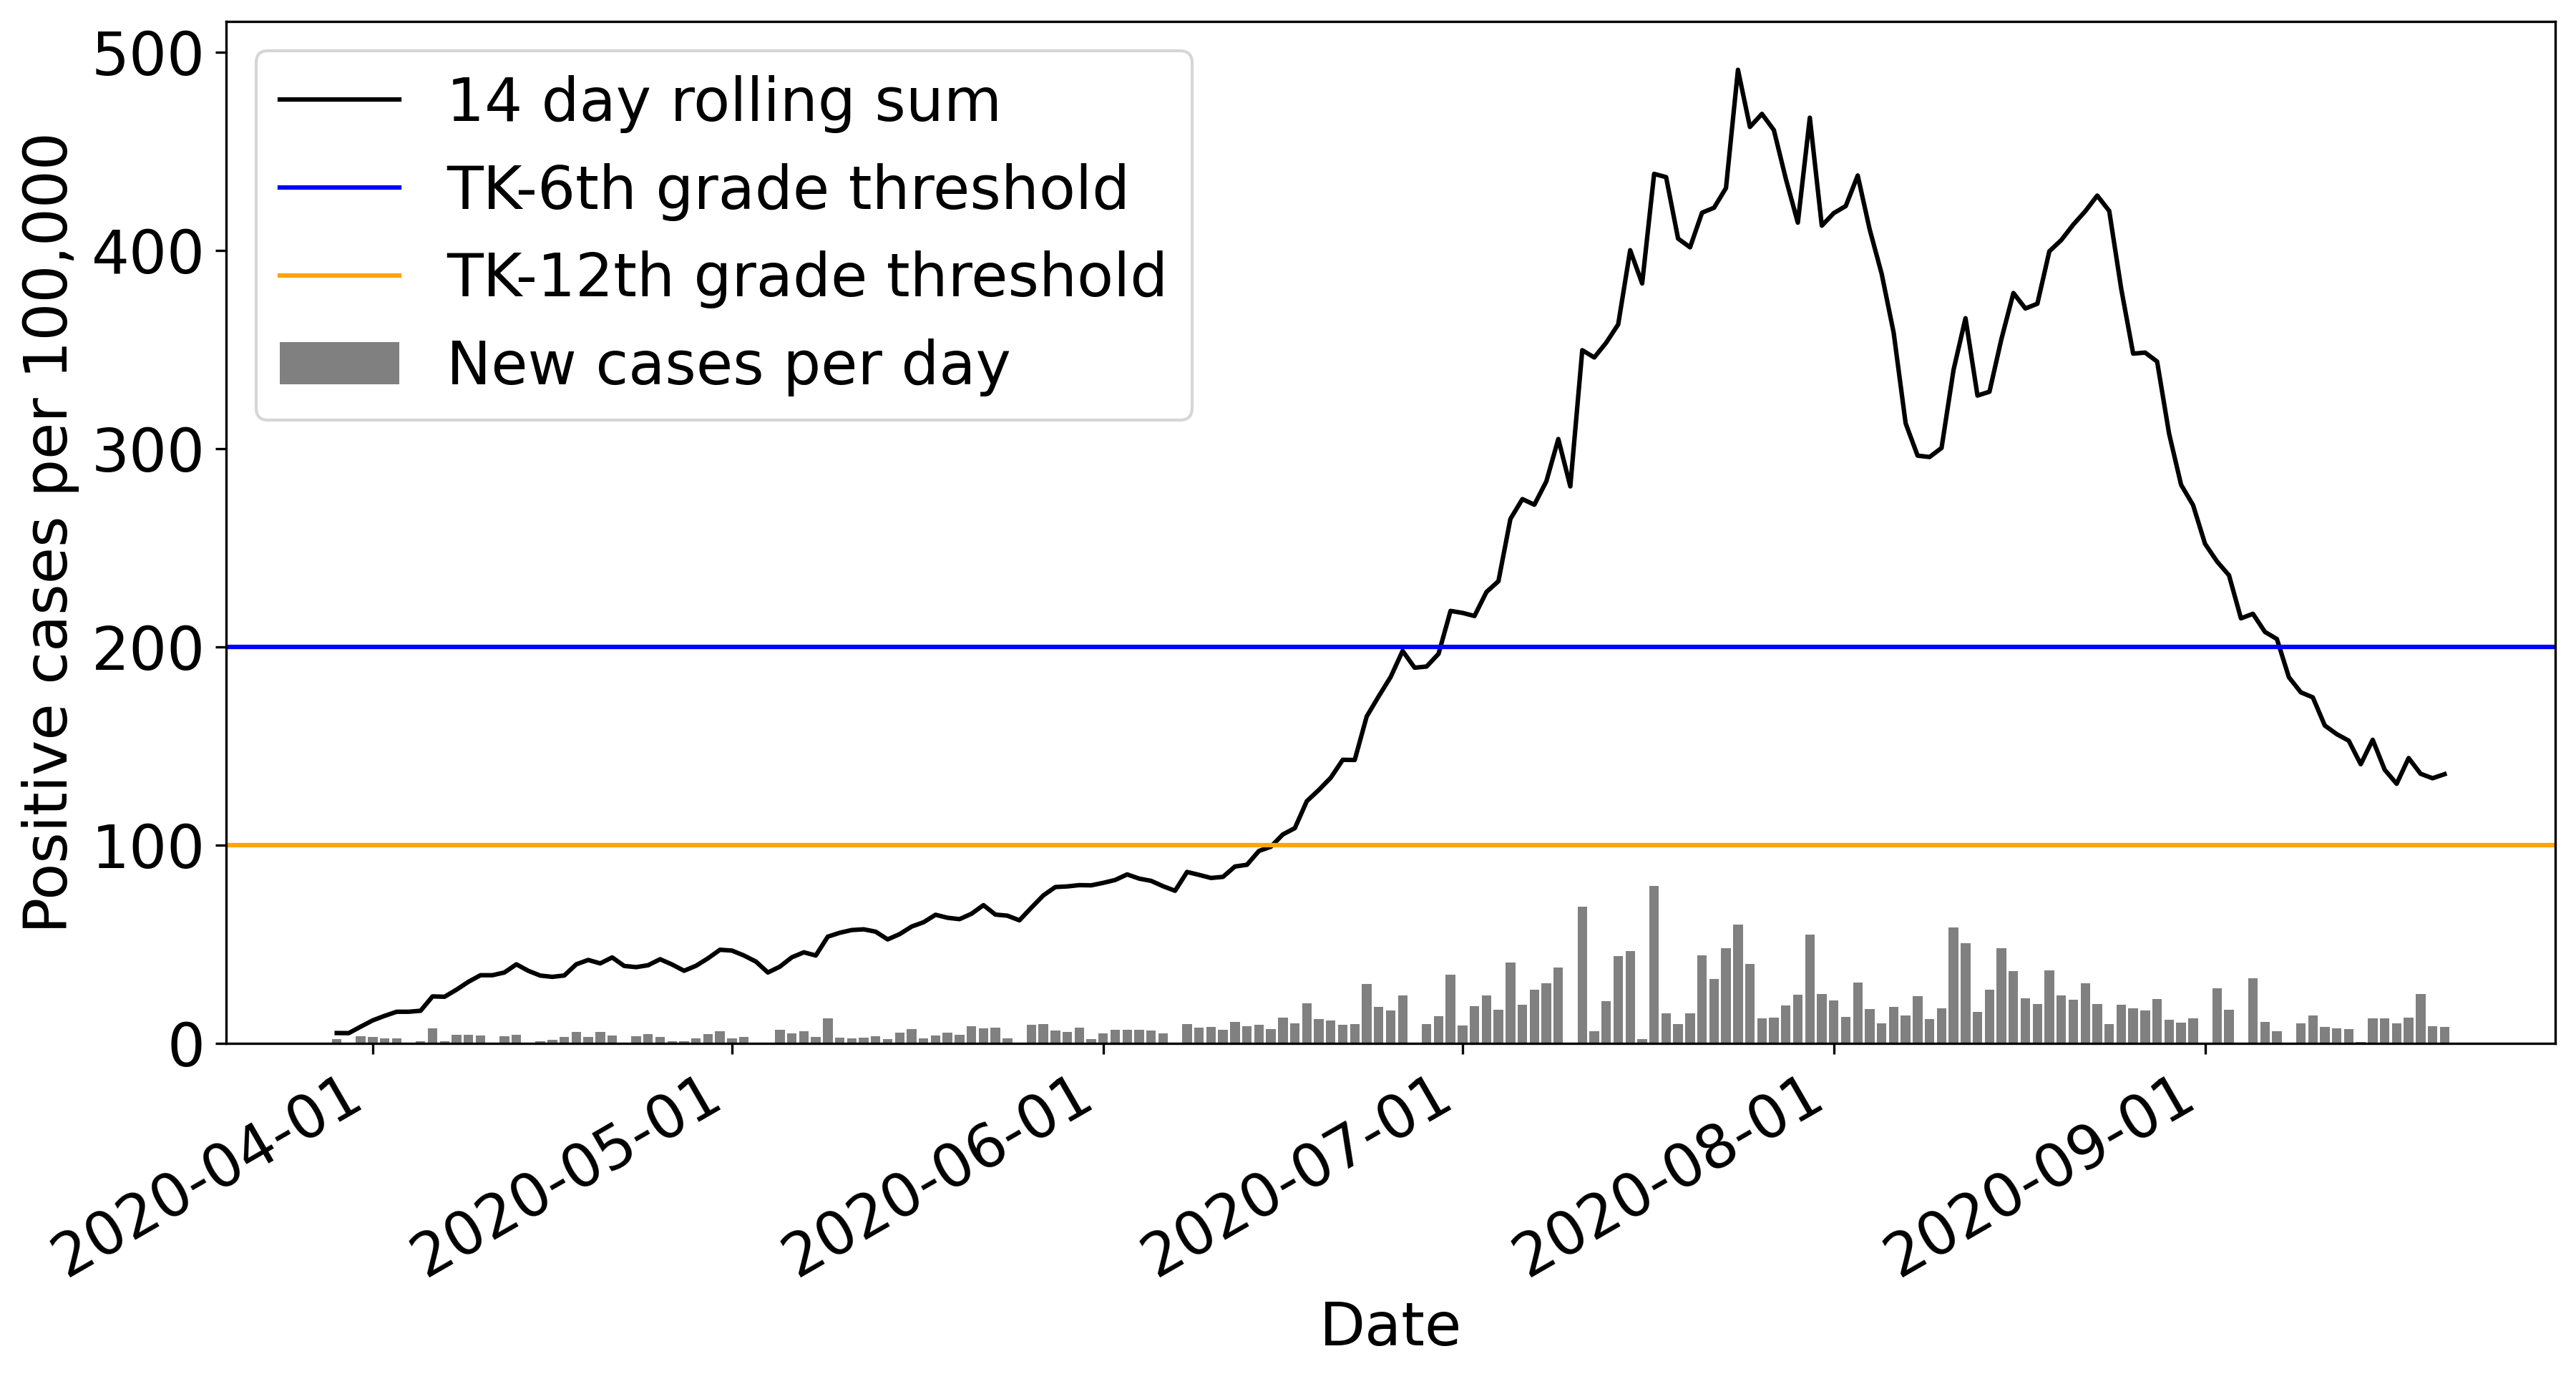 14 day rolling sum
TK-6th grade threshold
TK-12th grade threshold
New cases per day
Positive cases per 100,000
500
400
300
200
100
0
2020-04-01
2020-05-01
2020-06-01
2020-07-01
2020-08-01
2020-09-01
Date